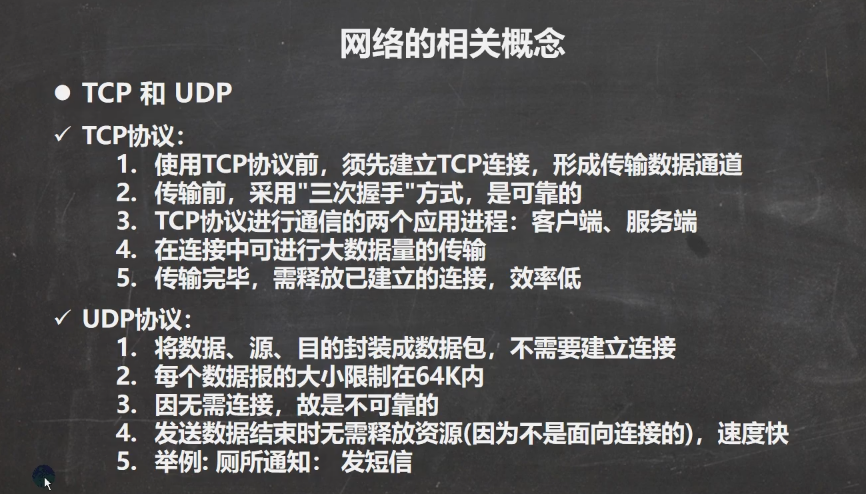 网络的相关概念
● TCP 和 UDP
✓ TCP协议：
1. 使用TCP协议前，须先建立TCP连接，形成传输数据通道
2. 传输前，采用"三次握手"方式，是可靠的
3. TCP协议进行通信的两个应用进程：客户端、服务端
4. 在连接中可进行大数据量的传输
5. 传输完毕，需释放已建立的连接，效率低
✓ UDP协议：
1. 将数据、源、目的封装成数据包，不需要建立连接
2. 每个数据报的大小限制在64K内
3. 因无需连接，故是不可靠的
4. 发送数据结束时无需释放资源(因为不是面向连接的)，速度快
5. 举例: 厕所通知： 发短信